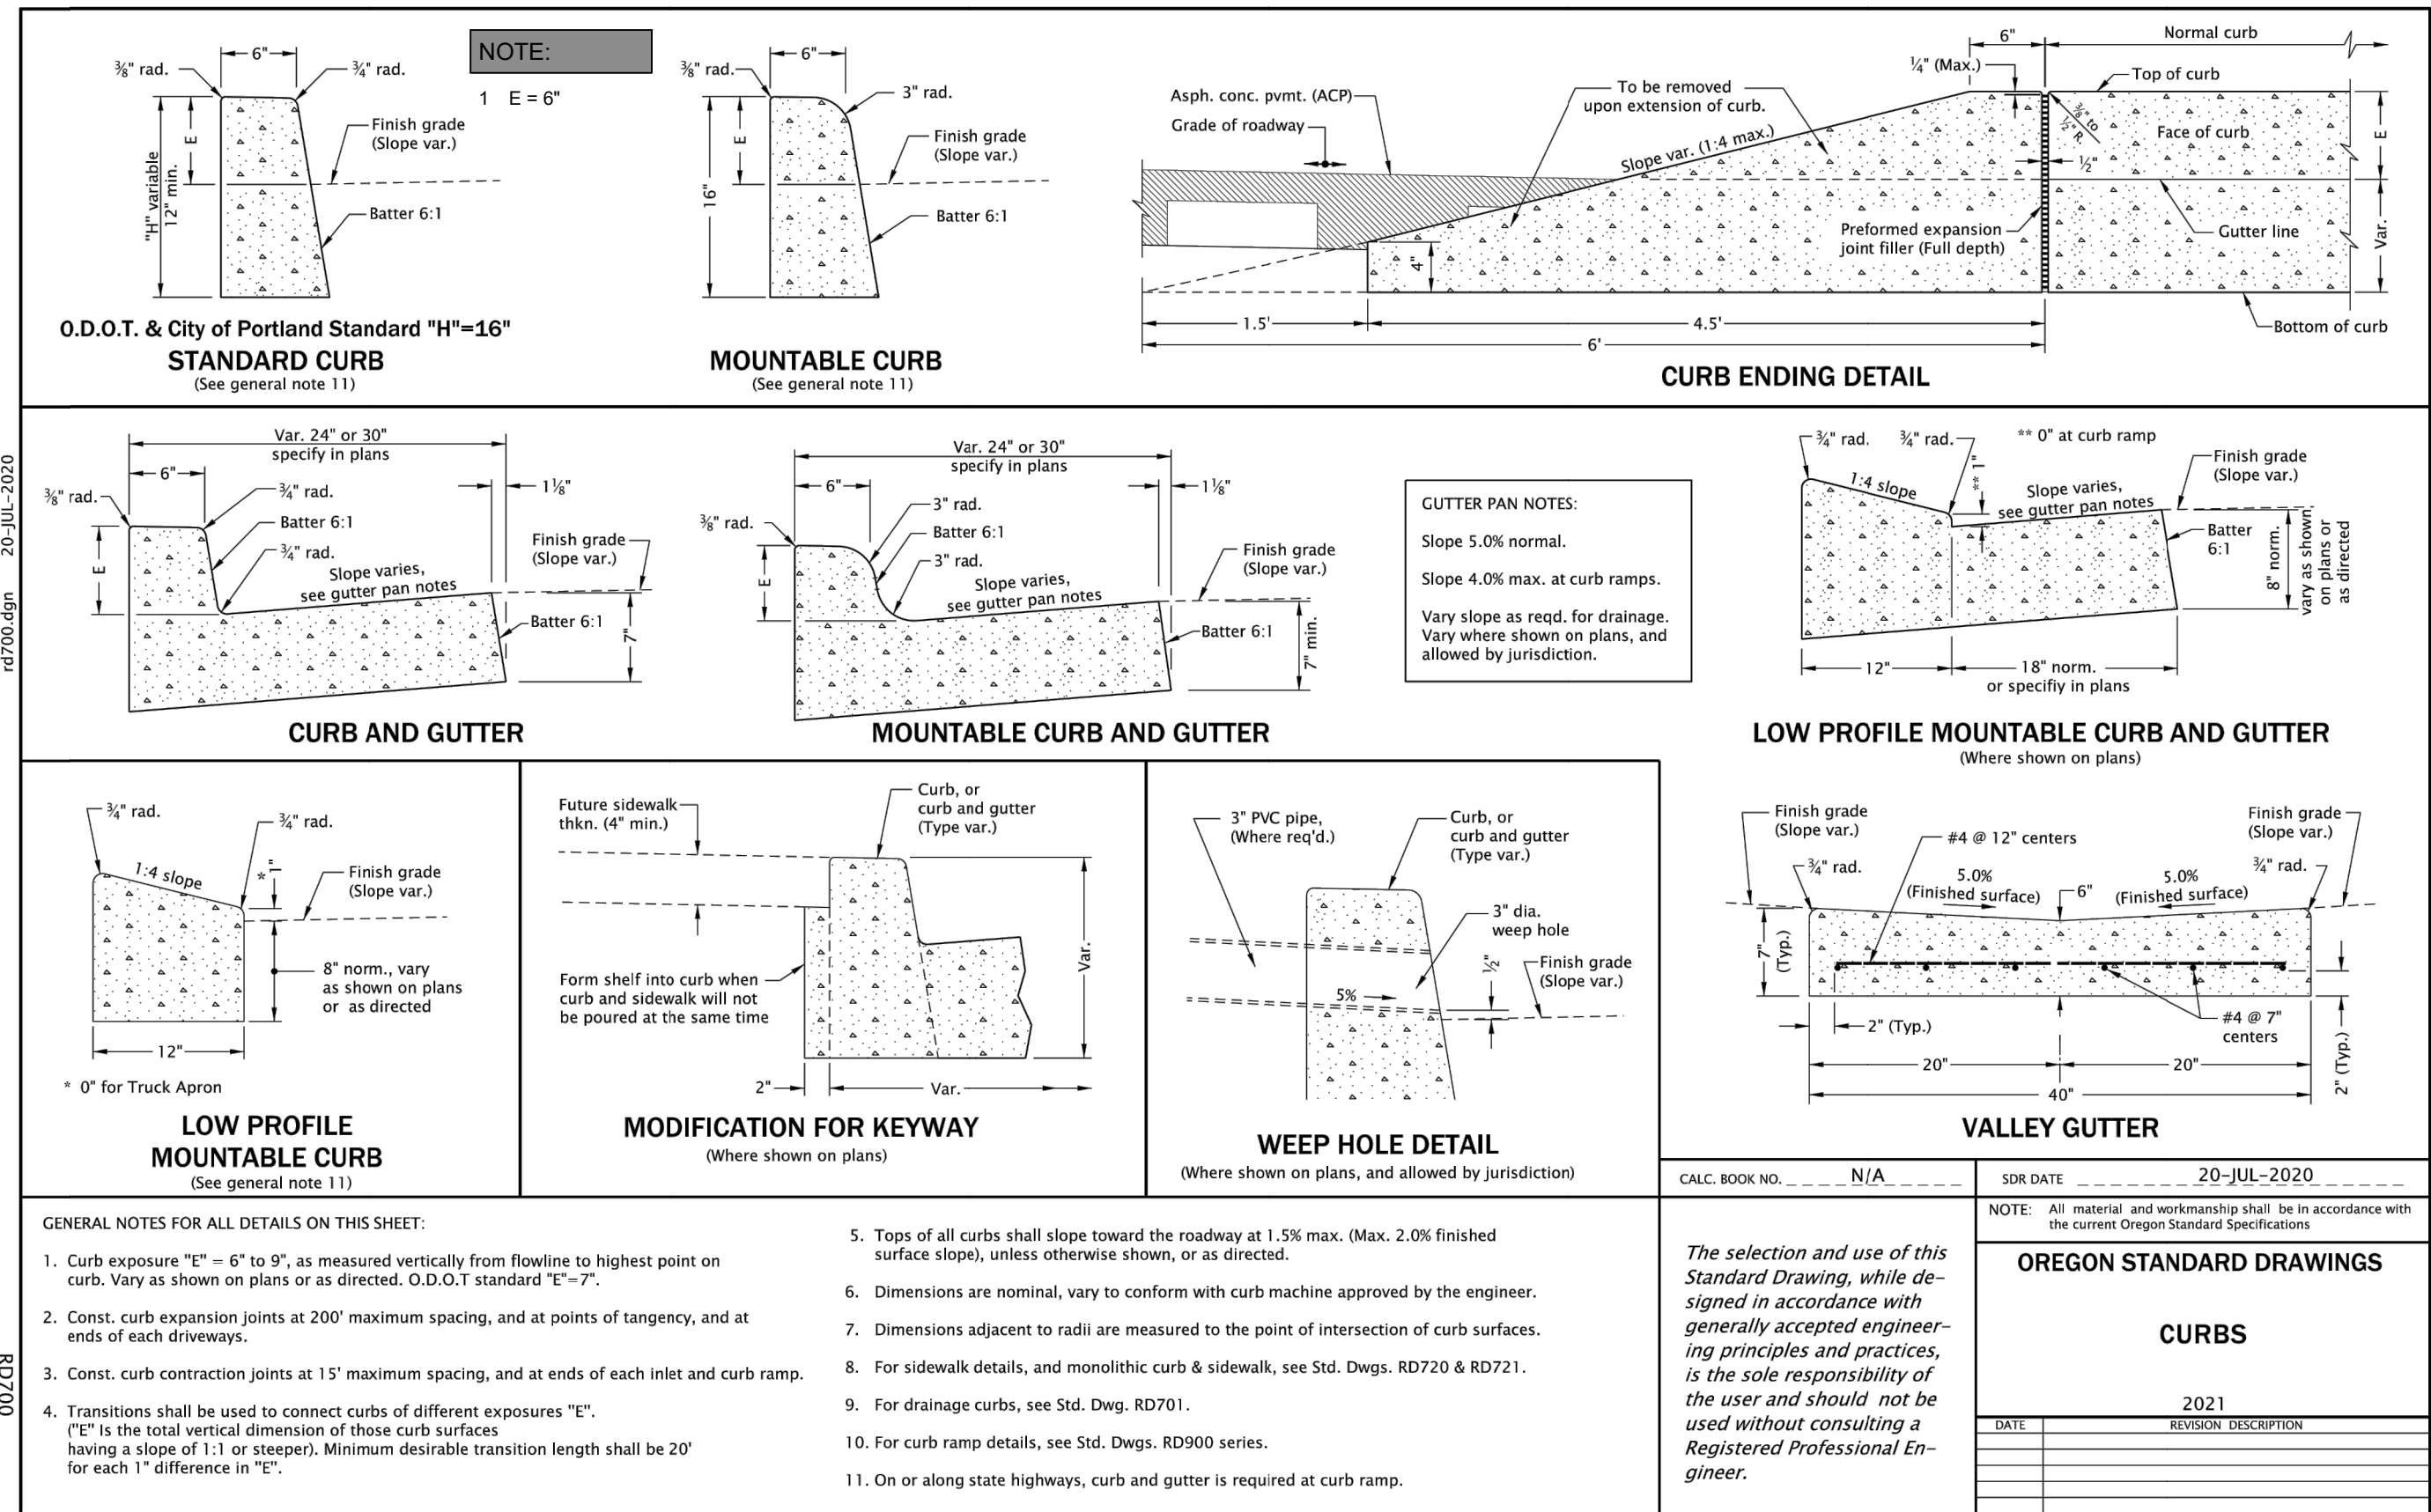 6"
⅜" rad.
¾" rad.
E
"H" variable
12" min.
Finish grade
(Slope var.)
Batter 6:1
O.D.O.T. & City of Portland Standard "H"=16"
STANDARD CURB
(See general note 11)
NOTE:
1 E = 6"
6"
⅜" rad.
3" rad.
E
16"
Finish grade
(Slope var.)
Batter 6:1
MOUNTABLE CURB
(See general note 11)
6"
Normal curb
¼" (Max.)
Top of curb
Asph. conc. pvmt. (ACP)
Grade of roadway
To be removed
upon extension of curb.
Slope var. (1:4 max.)
⅜" to
½" R.
Face of curb
½"
E
Preformed expansion
joint filler (Full depth)
Gutter line
Var.
4"
1.5'
4.5'
6'
Bottom of curb
CURB ENDING DETAIL
Var. 24" or 30"
specify in plans
6"
1⅛"
⅜" rad.
¾" rad.
Batter 6:1
¾" rad.
E
Slope varies,
see gutter pan notes
Finish grade
(Slope var.)
Batter 6:1
7"
CURB AND GUTTER
Var. 24" or 30"
specify in plans
6"
1⅛"
⅜" rad.
3" rad.
Batter 6:1
3" rad.
E
Slope varies,
see gutter pan notes
Finish grade
(Slope var.)
Batter 6:1
7" min.
MOUNTABLE CURB AND GUTTER
GUTTER PAN NOTES:
Slope 5.0% normal.
Slope 4.0% max. at curb ramps.
Vary slope as reqd. for drainage.
Vary where shown on plans, and
allowed by jurisdiction.
¾" rad.
¾" rad.
** 0" at curb ramp
** 1"
1:4 slope
Slope varies,
see gutter pan notes
Finish grade
(Slope var.)
Batter
6:1
8" norm.
vary as shown
on plans or
as directed
12"
18" norm.
or specifiy in plans
LOW PROFILE MOUNTABLE CURB AND GUTTER
(Where shown on plans)
¾" rad.
¾" rad.
1:4 slope
* 1"
Finish grade
(Slope var.)
8" norm., vary
as shown on plans
or as directed
12"
* 0" for Truck Apron
LOW PROFILE
MOUNTABLE CURB
(See general note 11)
Future sidewalk
thkn. (4" min.)
Curb, or
curb and gutter
(Type var.)
Form shelf into curb when
curb and sidewalk will not
be poured at the same time
Var.
2"
Var.
MODIFICATION FOR KEYWAY
(Where shown on plans)
3" PVC pipe,
(Where req'd.)
Curb, or
curb and gutter
(Type var.)
3" dia.
weep hole
½"
Finish grade
(Slope var.)
5%
WEEP HOLE DETAIL
(Where shown on plans, and allowed by jurisdiction)
Finish grade
(Slope var.)
#4 @ 12" centers
Finish grade
(Slope var.)
¾" rad.
5.0%
(Finished surface)
6"
5.0%
(Finished surface)
¾" rad.
7"
(Typ.)
2" (Typ.)
#4 @ 7"
centers
20"
20"
40"
2" (Typ.)
VALLEY GUTTER
GENERAL NOTES FOR ALL DETAILS ON THIS SHEET:
1. Curb exposure "E" = 6" to 9", as measured vertically from flowline to highest point on
curb. Vary as shown on plans or as directed. O.D.O.T standard "E"=7".
2. Const. curb expansion joints at 200' maximum spacing, and at points of tangency, and at
ends of each driveways.
3. Const. curb contraction joints at 15' maximum spacing, and at ends of each inlet and curb ramp.
4. Transitions shall be used to connect curbs of different exposures "E".
("E" Is the total vertical dimension of those curb surfaces
having a slope of 1:1 or steeper). Minimum desirable transition length shall be 20'
for each 1" difference in "E".
5. Tops of all curbs shall slope toward the roadway at 1.5% max. (Max. 2.0% finished
surface slope), unless otherwise shown, or as directed.
6. Dimensions are nominal, vary to conform with curb machine approved by the engineer.
7. Dimensions adjacent to radii are measured to the point of intersection of curb surfaces.
8. For sidewalk details, and monolithic curb & sidewalk, see Std. Dwgs. RD720 & RD721.
9. For drainage curbs, see Std. Dwg. RD701.
10. For curb ramp details, see Std. Dwgs. RD900 series.
11. On or along state highways, curb and gutter is required at curb ramp.
CALC. BOOK NO. N/A
SDR DATE 20-JUL-2020
The selection and use of this
Standard Drawing, while de-
signed in accordance with
generally accepted engineer-
ing principles and practices,
is the sole responsibility of
the user and should not be
used without consulting a
Registered Professional En-
gineer.
NOTE: All material and workmanship shall be in accordance with
the current Oregon Standard Specifications
OREGON STANDARD DRAWINGS
CURBS
2021
DATE REVISION DESCRIPTION
rd700.dgn 20-JUL-2020
RD700